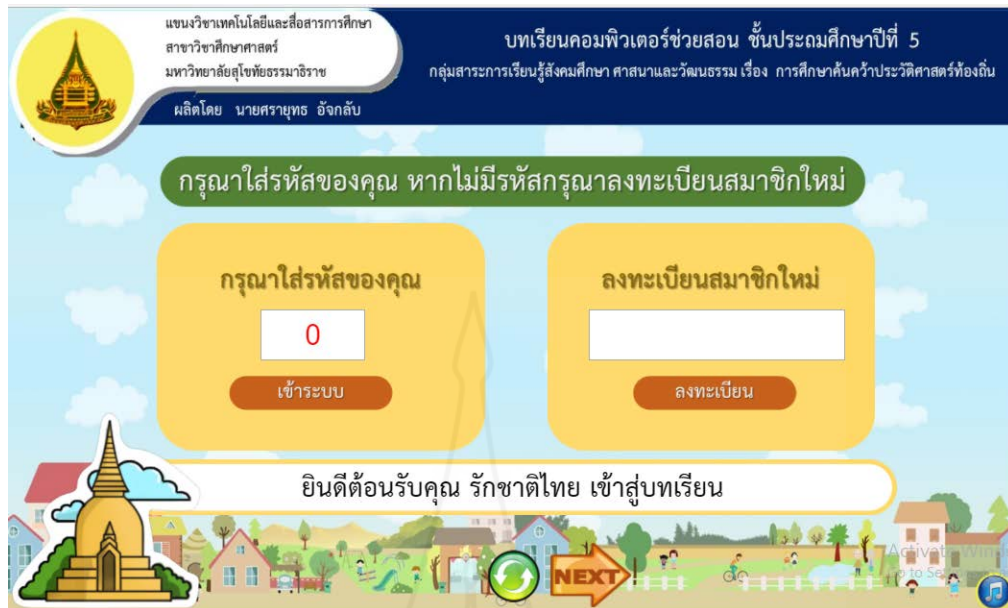 แขนงวิชาเทคโนโลยีและสื่อสารการศึกษา
สาขาวิชาศึกษาศาสตร์
มหาวิทยาลัยสุโขทัยธรรมาธิราช
ผลิตโดย นายศรายุทธ อัจกลับ
บทเรียนคอมพิวเตอร์ช่วยสอน ชั้นประถมศึกษาปีที่ 5
กลุ่มสาระการเรียนรู้สังคมศึกษา ศาสนาและวัฒนธรรม เรื่อง การศึกษาค้นคว้าประวัติศาสตร์ท้องถิ่น
กรุณาใส่รหัสของคุณ หากไม่มีรหัสกรุณาลงทะเบียนสมาชิกใหม่
กรุณาใส่รหัสของคุณ
0
เข้าระบบ
ลงทะเบียนสมาชิกใหม่
ลงทะเบียน
ยินดีต้อนรับคุณ รักชาติไทย เข้าสู่บทเรียน
NEXT
Activate Win
to Se